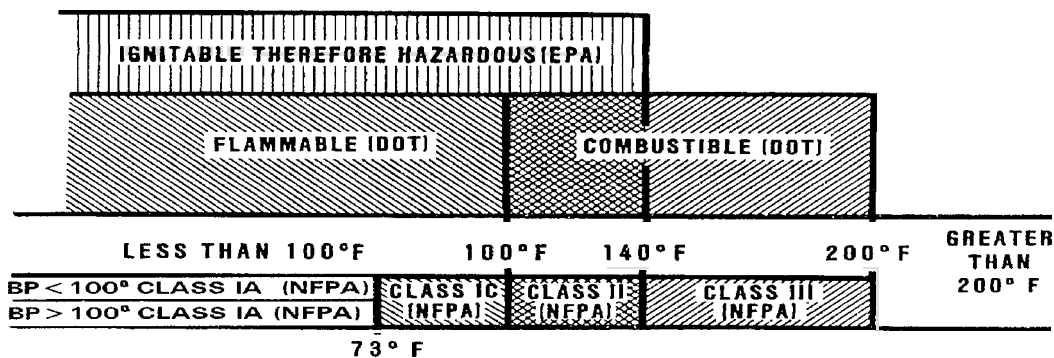 IGNITABLE THEREFORE HAZARDOUS (EPA)
FLAMMABLE (DOT)
COMBUSTIBLE (DOT)
LESS THAN 100°F
100°F
140°F
200°F
GREATER
THAN
200° F
BP < 100° CLASS IA (NFPA)
BP > 100° CLASS IA (NFPA)
CLASS IC
(NFPA)
CLASS II
(NFPA)
CLASS III
(NFPA)
73° F